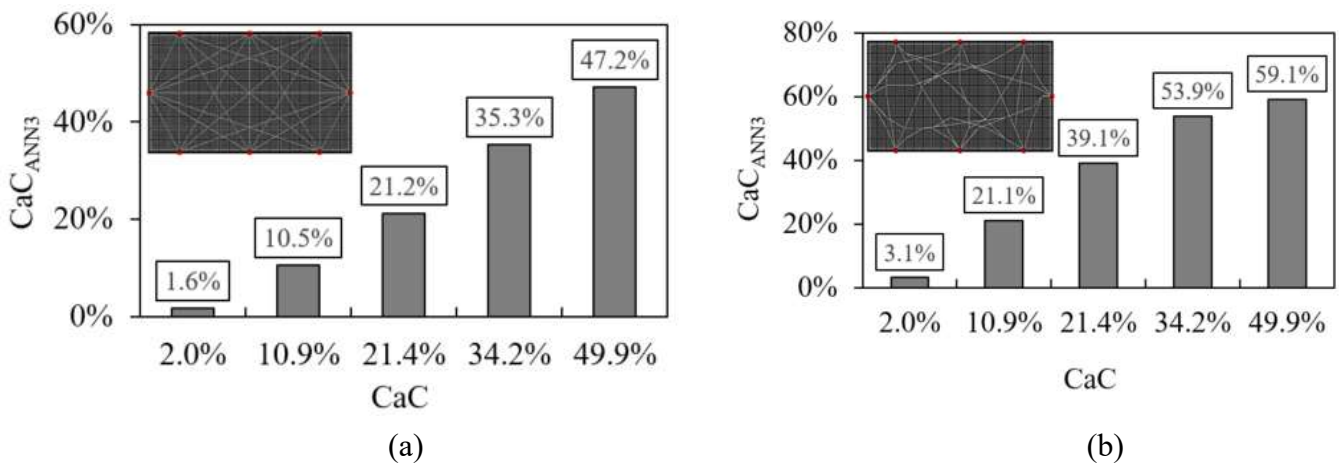 60%
40%
20%
0%
CaC_ANN3
1.6%
10.5%
21.2%
35.3%
47.2%
2.0% 10.9% 21.4% 34.2% 49.9%
CaC
(a)
80%
60%
40%
20%
0%
CaC_ANN3
3.1%
21.1%
39.1%
53.9%
59.1%
2.0% 10.9% 21.4% 34.2% 49.9%
CaC
(b)